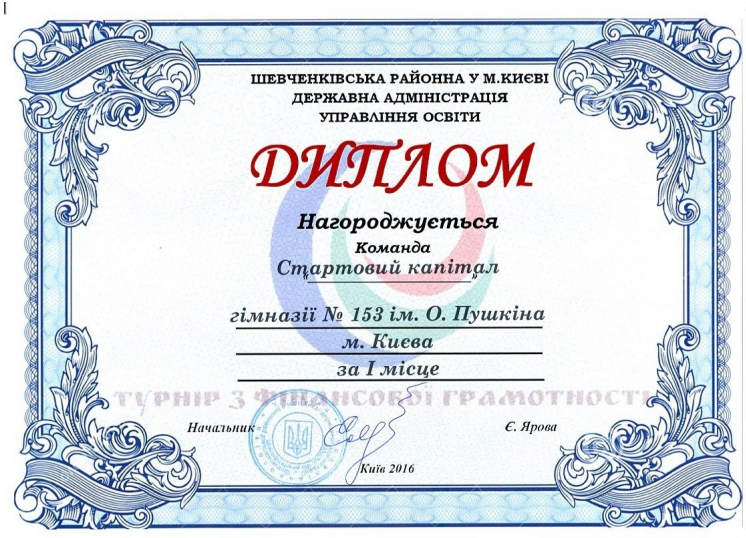 ШЕВЧЕНКІВСЬКА РАЙОННА У М.КИЄВІ
ДЕРЖАВНА АДМІНІСТРАЦІЯ
УПРАВЛІННЯ ОСВІТИ
ДИПЛОМ
Нагороджується
Команда
"Стартовий капітал"
гімназії № 153 ім. О. Пушкіна
м. Києва
за І місце
ТУРНІР З ФІНАНСОВОЇ ГРАМОТНОСТІ
Начальник
Є. Ярова
Київ 2016